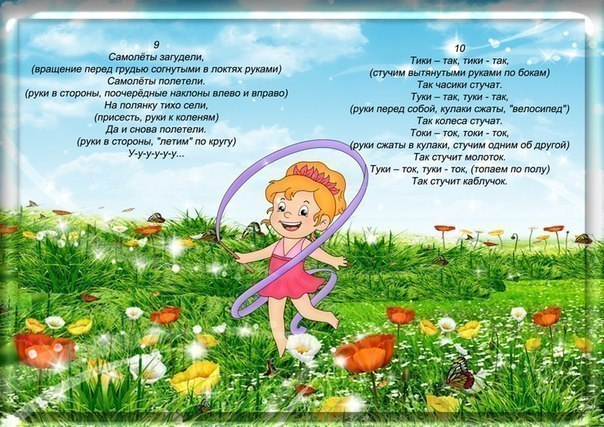 9
Самолёты загудели,
(вращение перед грудью согнутыми в локтях руками)
Самолёты полетели.
(руки в стороны, поочерёдные наклоны влево и вправо)
На полянку тихо сели,
(присесть, руки к коленям)
Да и снова полетели.
(руки в стороны, "летим" по кругу)
У-у-у-у-у-у...
10
Тики – так, тики - так,
(стучим вытянутыми руками по бокам)
Так часики стучат.
Туки – так, туки - так,
(руки перед собой, кулаки сжаты, "велосипед")
Так колеса стучат.
Токи – ток, токи - ток,
(руки сжаты в кулаки, стучим одним об другой)
Так стучит молоток.
Туки – ток, туки - ток, (топаем по полу)
Так стучит каблучок.